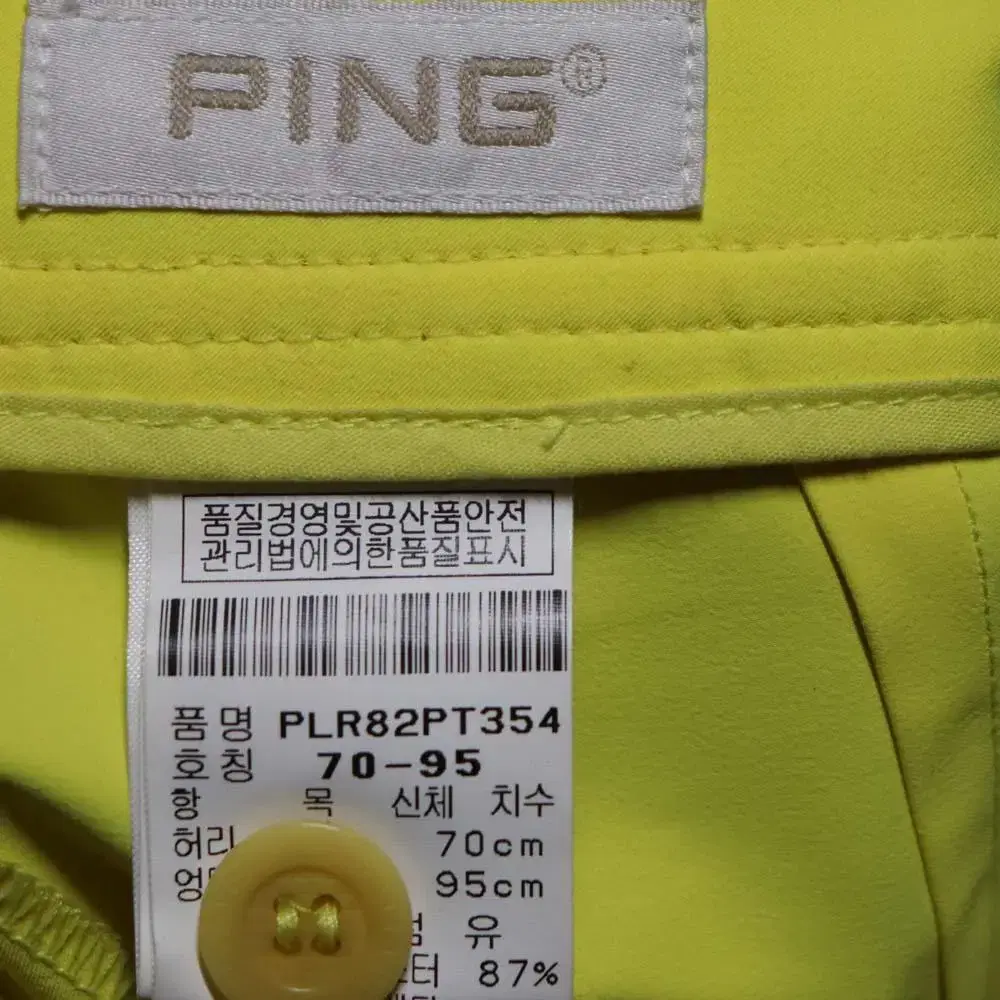 PING®
품질경영및공산품안전
관리법에의한품질표시
품명 PLR82PT354
호칭 70-95
항 목 신체 치수
허리 70cm
95cm
유
87%